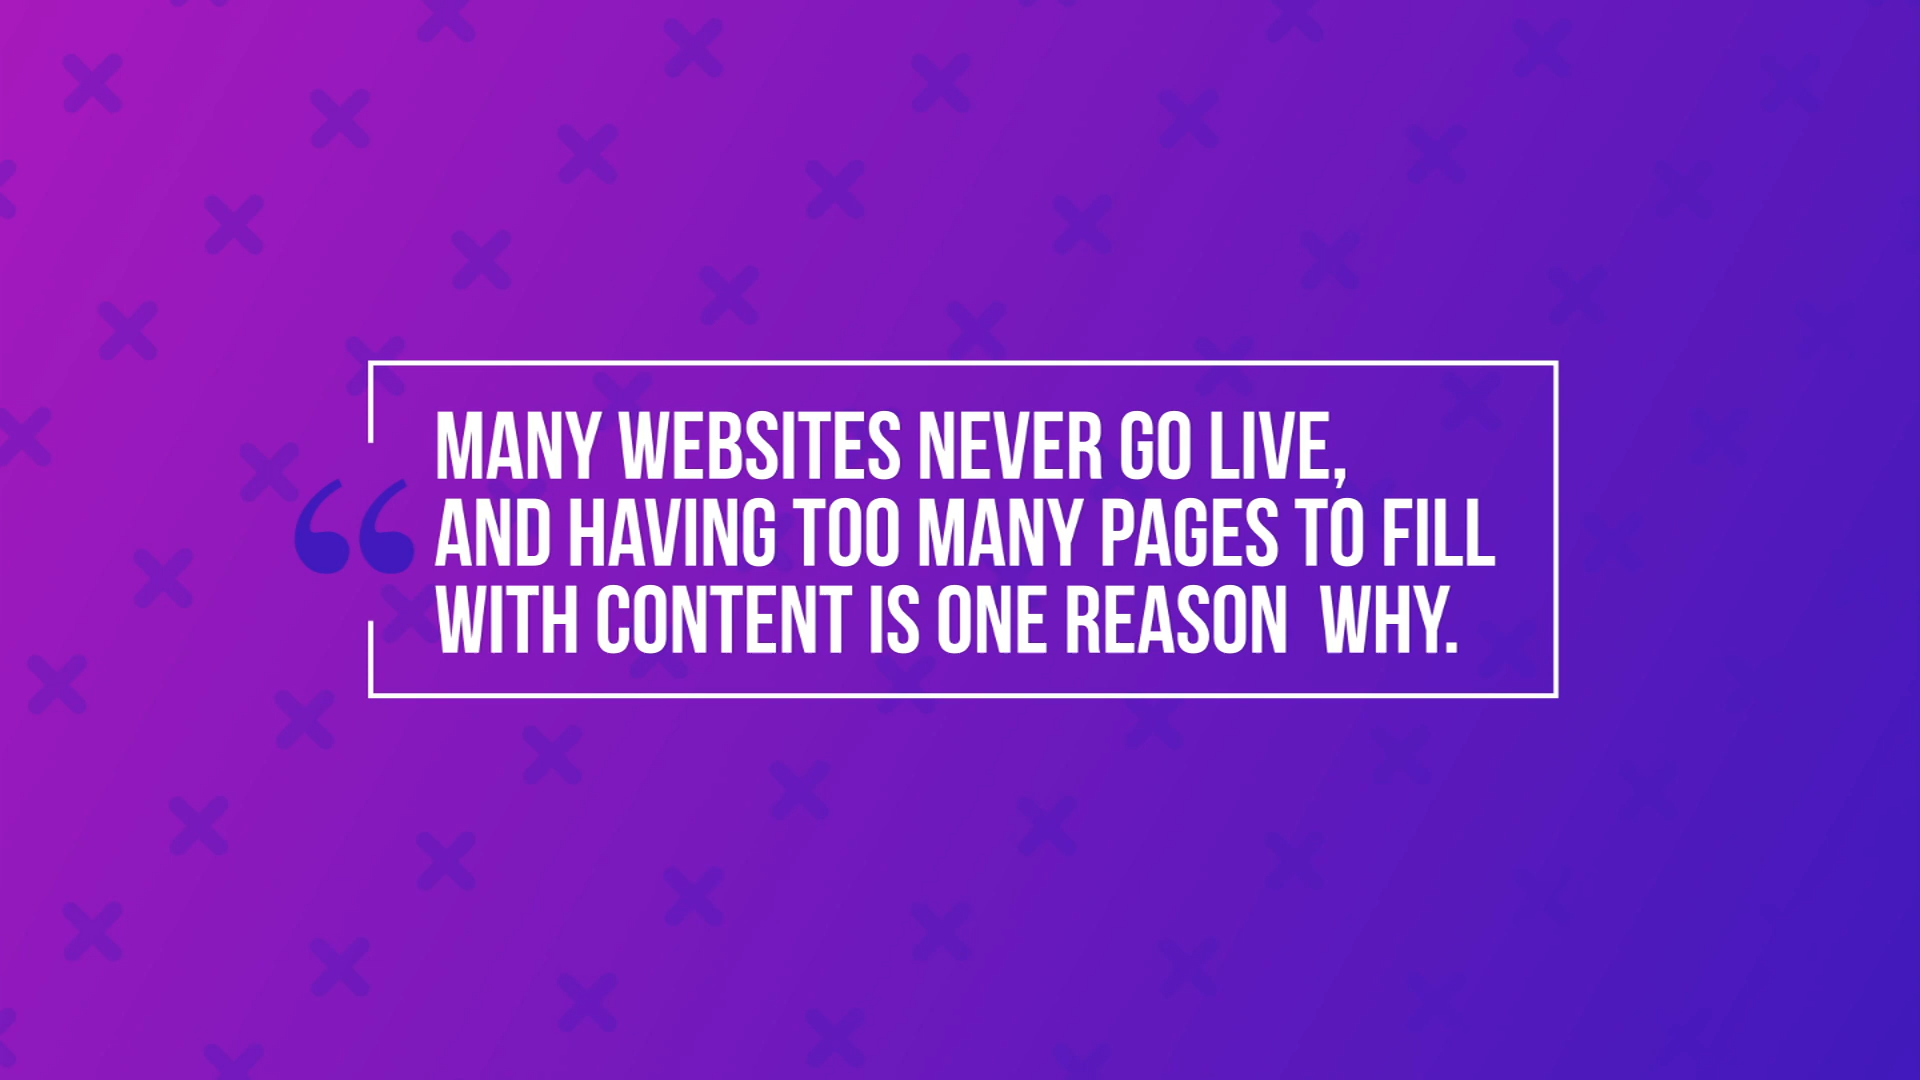 MANY WEBSITES NEVER GO LIVE,
AND HAVING TOO MANY PAGES TO FILL
WITH CONTENT IS ONE REASON  WHY.